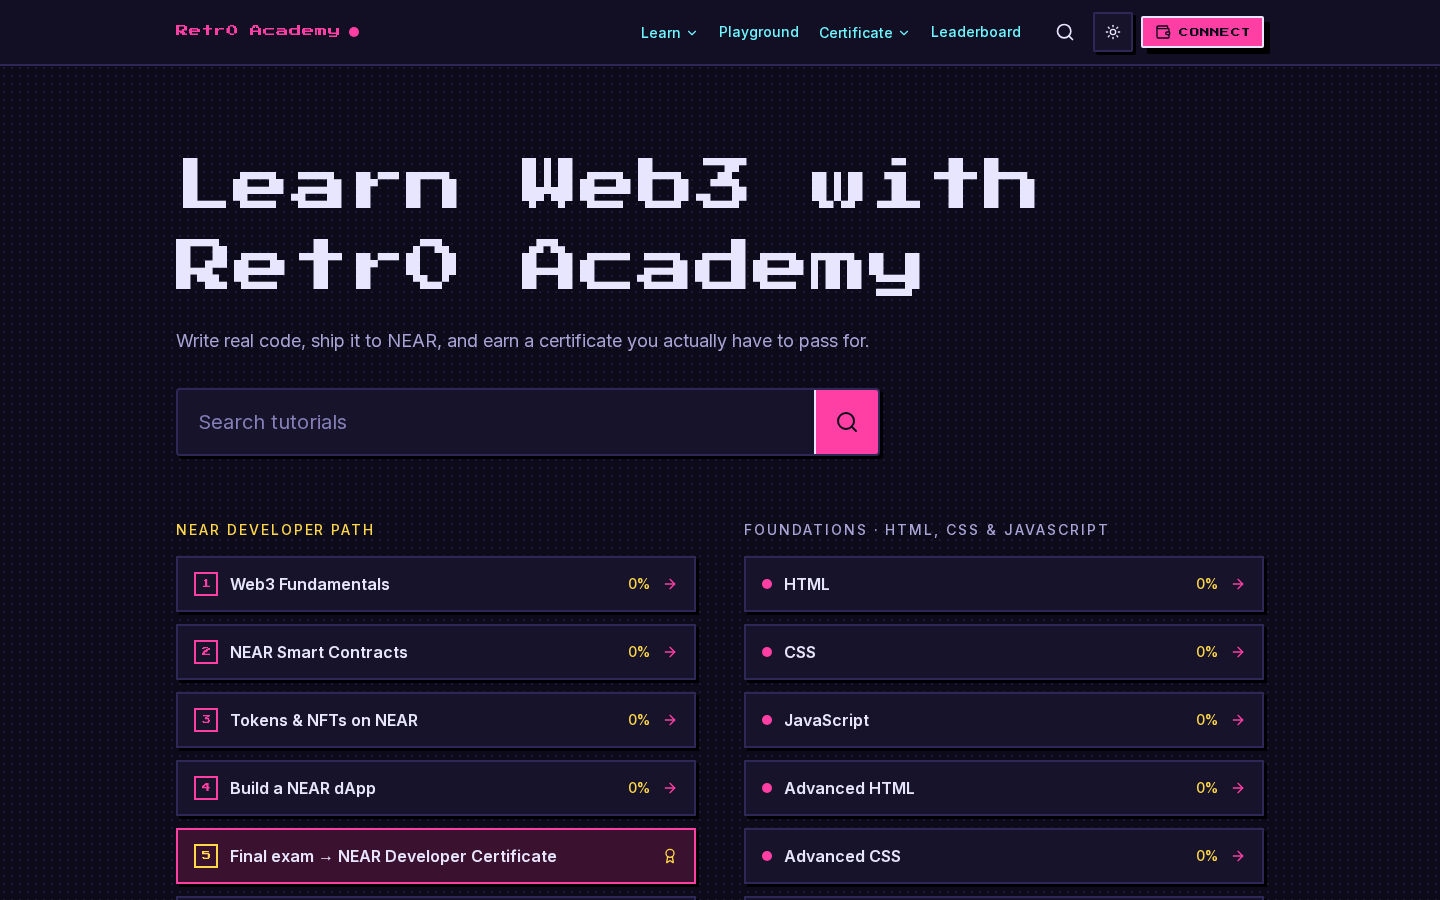 Retr0 Academy
Learn
Playground
Certificate
Leaderboard
CONNECT
Learn Web3 with
Retr0 Academy
Write real code, ship it to NEAR, and earn a certificate you actually have to pass for.
Search tutorials
NEAR DEVELOPER PATH
1 Web3 Fundamentals 0%
2 NEAR Smart Contracts 0%
3 Tokens & NFTs on NEAR 0%
4 Build a NEAR dApp 0%
5 Final exam → NEAR Developer Certificate
FOUNDATIONS · HTML, CSS & JAVASCRIPT
HTML 0%
CSS 0%
JavaScript 0%
Advanced HTML 0%
Advanced CSS 0%